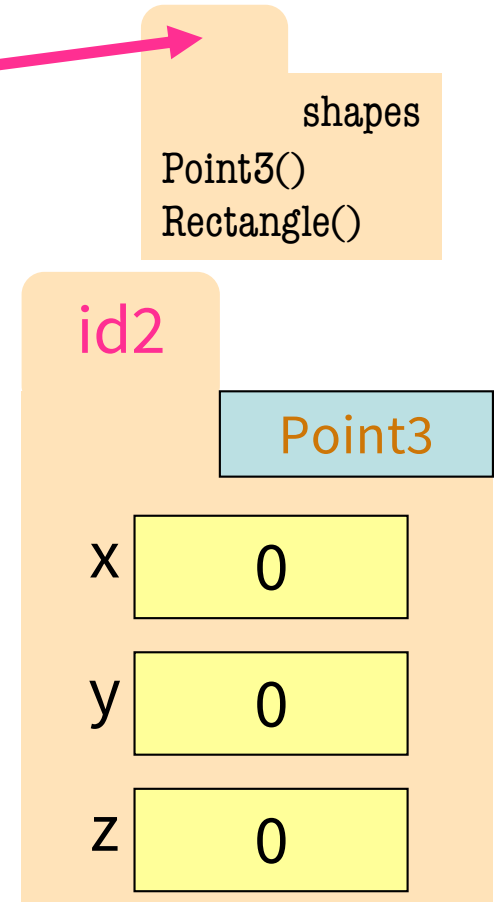 shapes
Point3()
Rectangle()
id2
Point3
x 0
y 0
z 0